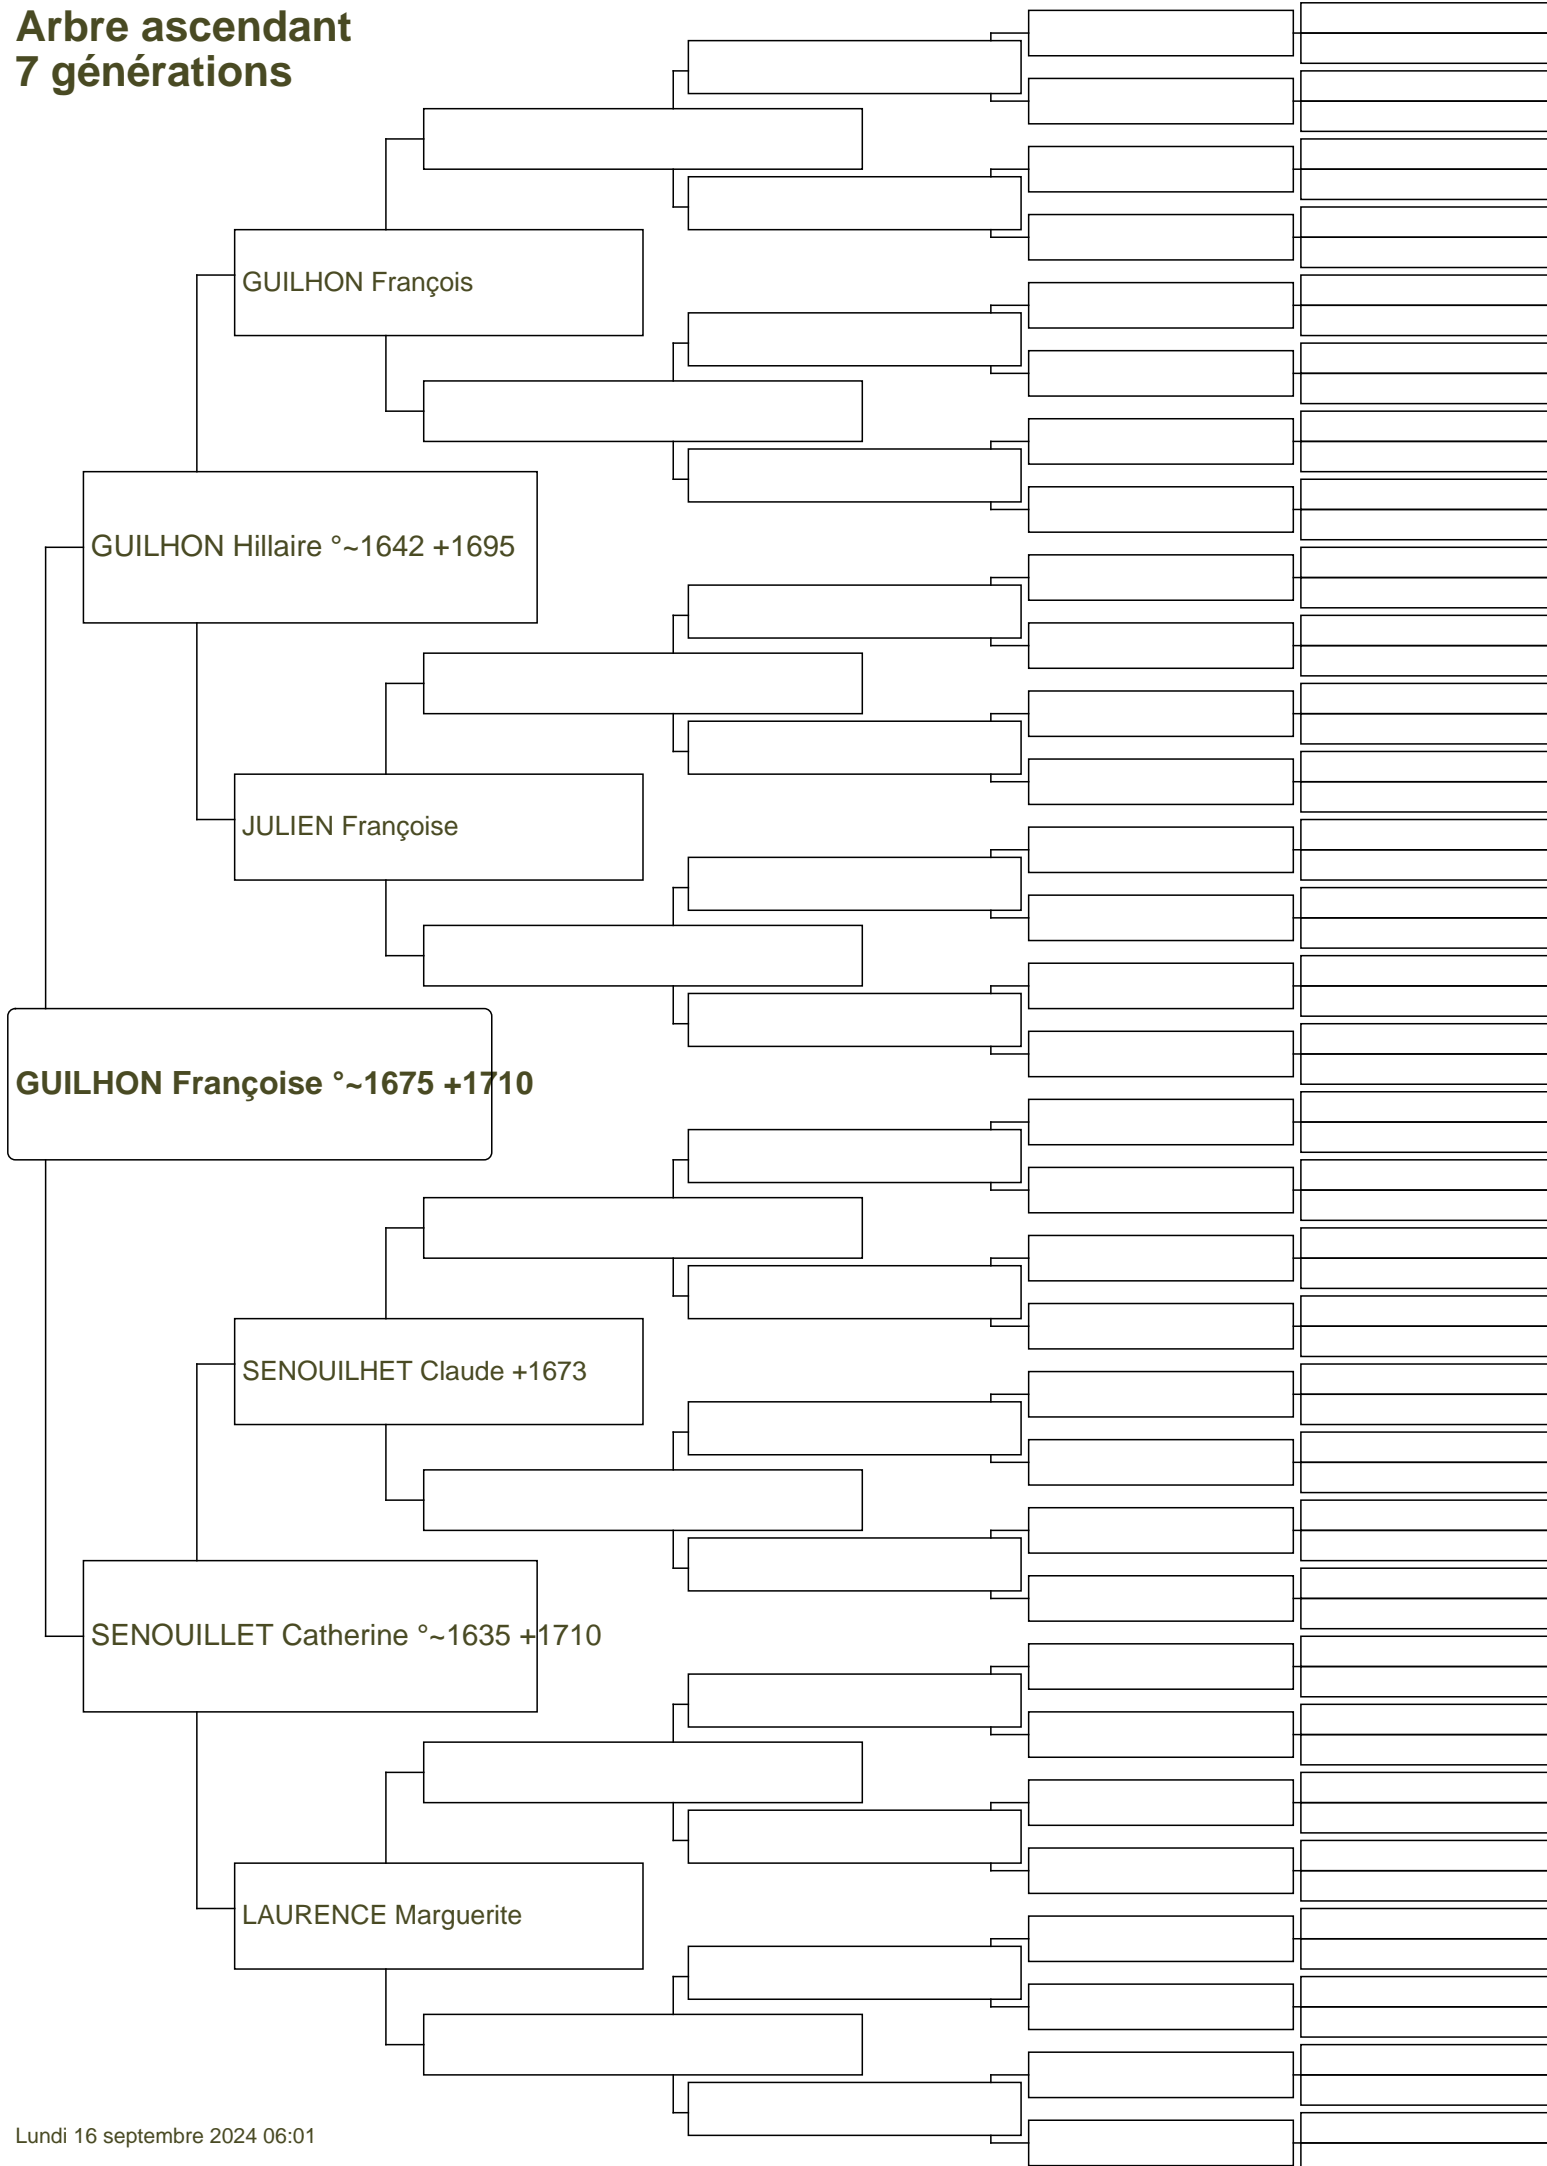 Arbre ascendant
7 générations
GUILHON François
GUILHON Hillaire °~1642 +1695
JULIEN Françoise
GUILHON Françoise °~1675 +1710
SENOUILHET Claude +1673
SENOUILLET Catherine °~1635 +1710
LAURENCE Marguerite
Lundi 16 septembre 2024 06:01